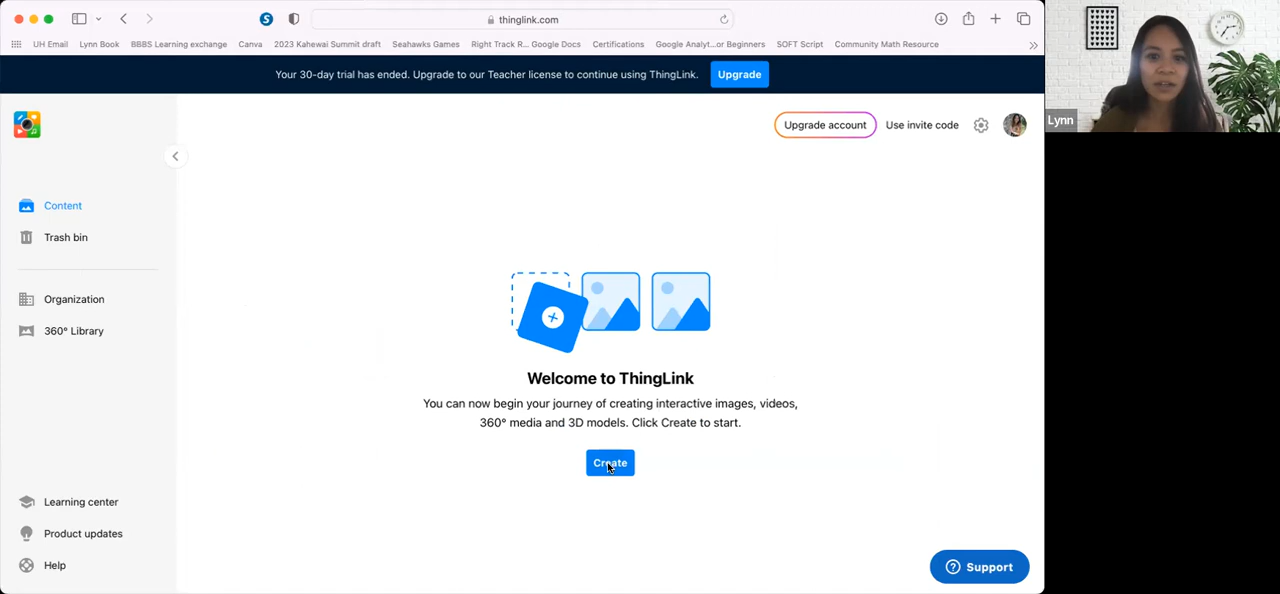 thinglink.com
UH Email Lynn Book BBBS Learning exchange Canva 2023 Kahewai Summit draft Seahawks Games Right Track R... Google Docs Certifications Google Analyt...or Beginners SOFT Script Community Math Resource
Your 30-day trial has ended. Upgrade to our Teacher license to continue using ThingLink. Upgrade
Lynn
Upgrade account Use invite code
Content
Trash bin
Organization
360° Library
Welcome to ThingLink
You can now begin your journey of creating interactive images, videos,
360° media and 3D models. Click Create to start.
Create
Learning center
Product updates
Help
Support